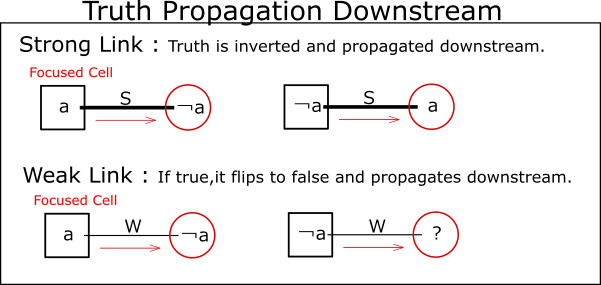 Truth Propagation Downstream
Strong Link : Truth is inverted and propagated downstream.
Focused Cell
a S ¬a ¬a S a
Weak Link : If true,it flips to false and propagates downstream.
Focused Cell
a W ¬a ¬a W ?